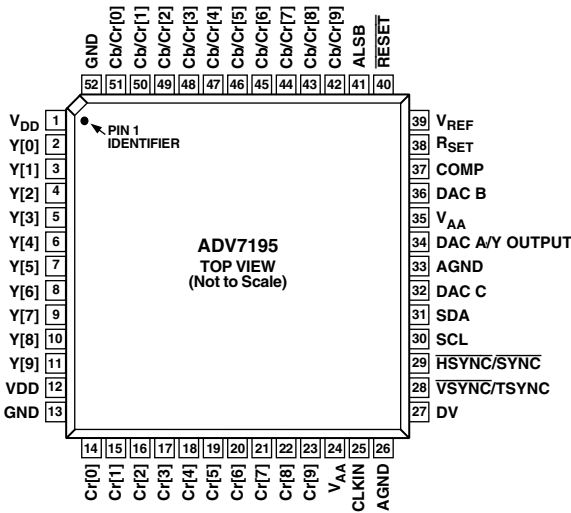 GND
Cb/Cr[0]
Cb/Cr[1]
Cb/Cr[2]
Cb/Cr[3]
Cb/Cr[4]
Cb/Cr[5]
Cb/Cr[6]
Cb/Cr[7]
Cb/Cr[8]
Cb/Cr[9]
ALSB
RESET
52 51 50 49 48 47 46 45 44 43 42 41 40
VDD 1
Y[0] 2
Y[1] 3
Y[2] 4
Y[3] 5
Y[4] 6
Y[5] 7
Y[6] 8
Y[7] 9
Y[8] 10
Y[9] 11
VDD 12
GND 13
PIN 1
IDENTIFIER
ADV7195
TOP VIEW
(Not to Scale)
39 VREF
38 RSET
37 COMP
36 DAC B
35 VAA
34 DAC A/Y OUTPUT
33 AGND
32 DAC C
31 SDA
30 SCL
29 HSYNC/SYNC
28 VSYNC/TSYNC
27 DV
14 15 16 17 18 19 20 21 22 23 24 25 26
Cr[0]
Cr[1]
Cr[2]
Cr[3]
Cr[4]
Cr[5]
Cr[6]
Cr[7]
Cr[8]
Cr[9]
VAA
CLKIN
AGND